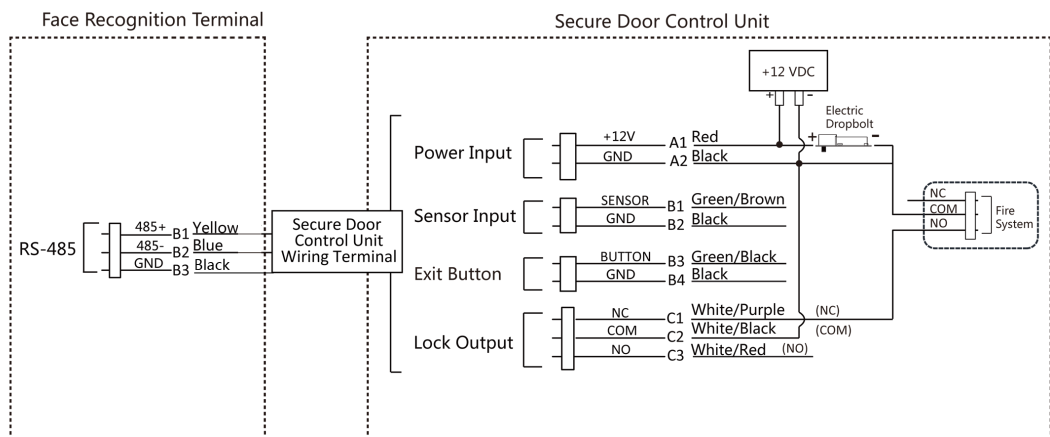 Face Recognition Terminal
Secure Door Control Unit
+12 VDC
+ -
Electric
Dropbolt
+ -
Power Input
+12V A1 Red
GND A2 Black
Sensor Input
SENSOR B1 Green/Brown
GND B2 Black
NC
COM
NO
Fire
System
RS-485
485+ B1 Yellow
485- B2 Blue
GND B3 Black
Secure Door
Control Unit
Wiring Terminal
Exit Button
BUTTON B3 Green/Black
GND B4 Black
Lock Output
NC C1 White/Purple (NC)
COM C2 White/Black (COM)
NO C3 White/Red (NO)